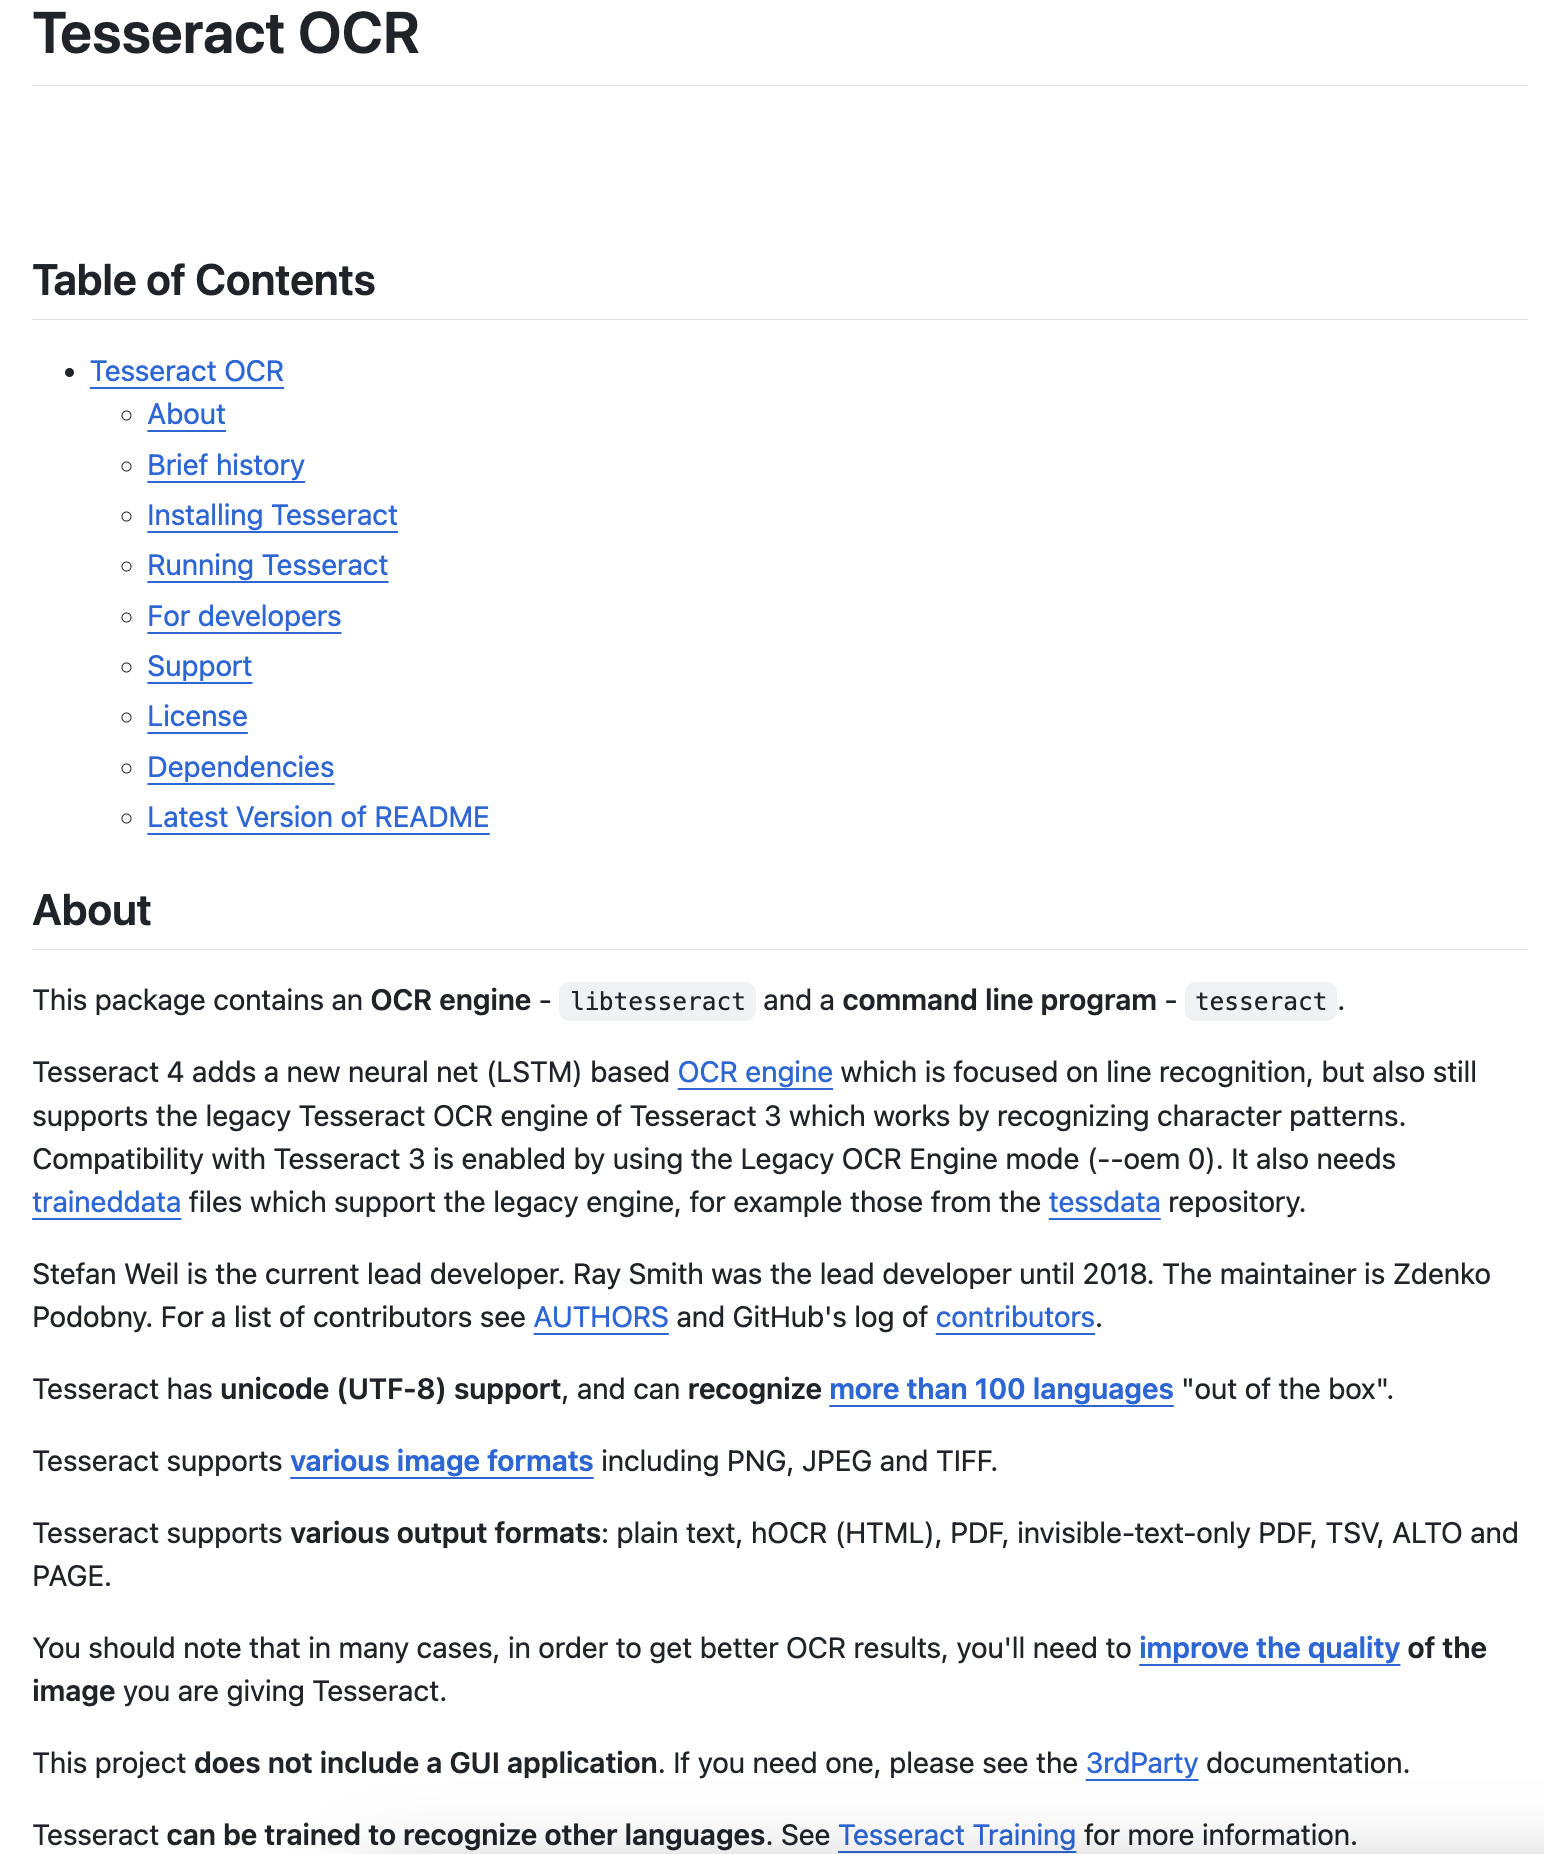 Tesseract OCR
Table of Contents
Tesseract OCR
About
Brief history
Installing Tesseract
Running Tesseract
For developers
Support
License
Dependencies
Latest Version of README
About
This package contains an OCR engine - libtesseract and a command line program - tesseract.
Tesseract 4 adds a new neural net (LSTM) based OCR engine which is focused on line recognition, but also still
supports the legacy Tesseract OCR engine of Tesseract 3 which works by recognizing character patterns.
Compatibility with Tesseract 3 is enabled by using the Legacy OCR Engine mode (--oem 0). It also needs
traineddata files which support the legacy engine, for example those from the tessdata repository.
Stefan Weil is the current lead developer. Ray Smith was the lead developer until 2018. The maintainer is Zdenko
Podobny. For a list of contributors see AUTHORS and GitHub's log of contributors.
Tesseract has unicode (UTF-8) support, and can recognize more than 100 languages "out of the box".
Tesseract supports various image formats including PNG, JPEG and TIFF.
Tesseract supports various output formats: plain text, hOCR (HTML), PDF, invisible-text-only PDF, TSV, ALTO and
PAGE.
You should note that in many cases, in order to get better OCR results, you'll need to improve the quality of the
image you are giving Tesseract.
This project does not include a GUI application. If you need one, please see the 3rdParty documentation.
Tesseract can be trained to recognize other languages. See Tesseract Training for more information.